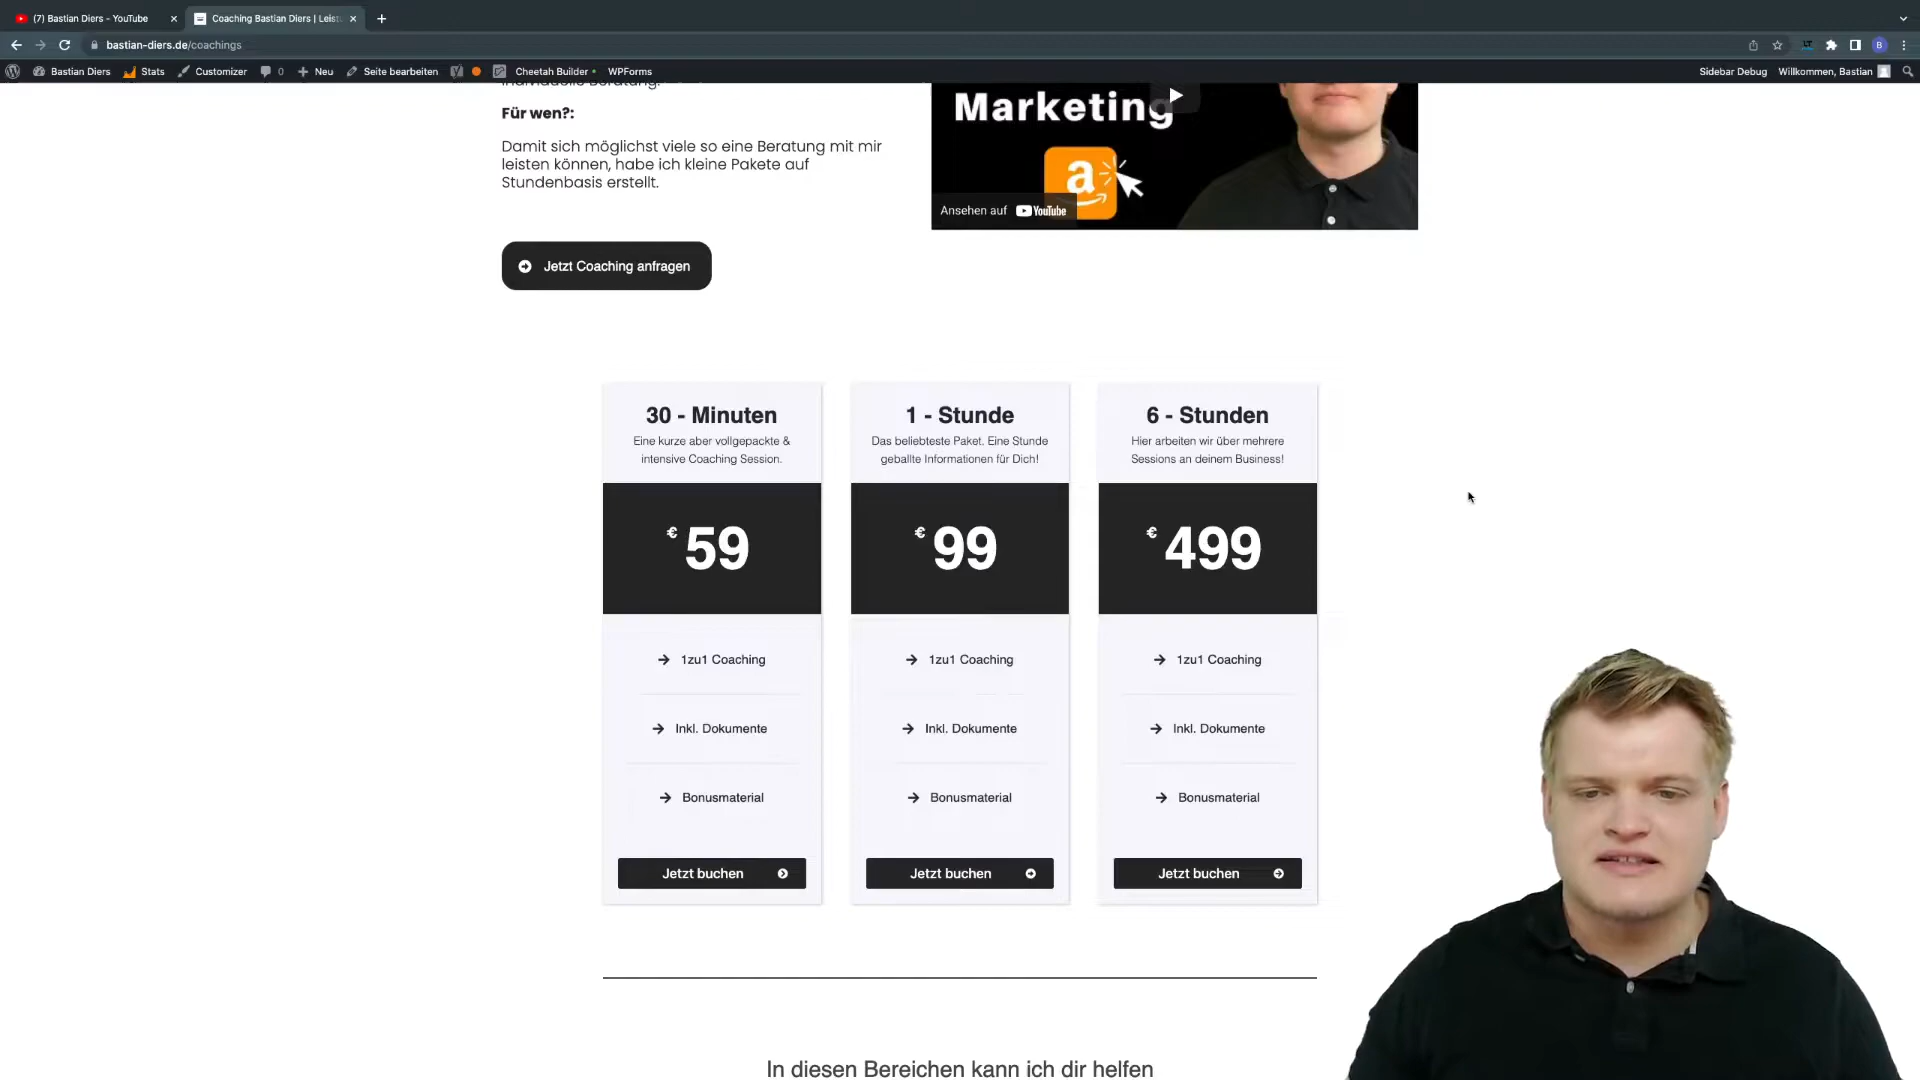 (7) Bastian Diers - YouTube
Coaching Bastian Diers | Leist
bastian-diers.de/coachings
B
Bastian Diers
Stats
Customizer
0
Neu
Seite bearbeiten
Cheetah Builder
WPForms
Sidebar Debug
Willkommen, Bastian
individuelle Beratung.
Für wen?:
Damit sich möglichst viele so eine Beratung mit mir
leisten können, habe ich kleine Pakete auf
Stundenbasis erstellt.
Jetzt Coaching anfragen
Marketing
a
Ansehen auf YouTube
30 - Minuten
Eine kurze aber vollgepackte &
intensive Coaching Session.
€ 59
1zu1 Coaching
Inkl. Dokumente
Bonusmaterial
Jetzt buchen
1 - Stunde
Das beliebteste Paket. Eine Stunde
geballte Informationen für Dich!
€ 99
1zu1 Coaching
Inkl. Dokumente
Bonusmaterial
Jetzt buchen
6 - Stunden
Hier arbeiten wir über mehrere
Sessions an deinem Business!
€ 499
1zu1 Coaching
Inkl. Dokumente
Bonusmaterial
Jetzt buchen
In diesen Bereichen kann ich dir helfen